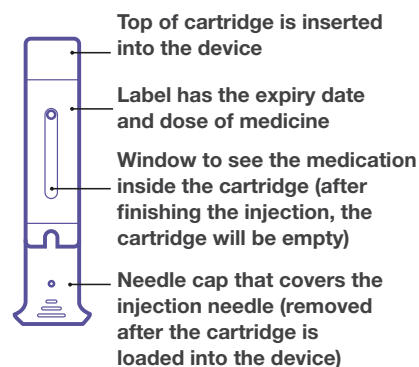 Top of cartridge is inserted
into the device
Label has the expiry date
and dose of medicine
Window to see the medication
inside the cartridge (after
finishing the injection, the
cartridge will be empty)
Needle cap that covers the
injection needle (removed
after the cartridge is
loaded into the device)